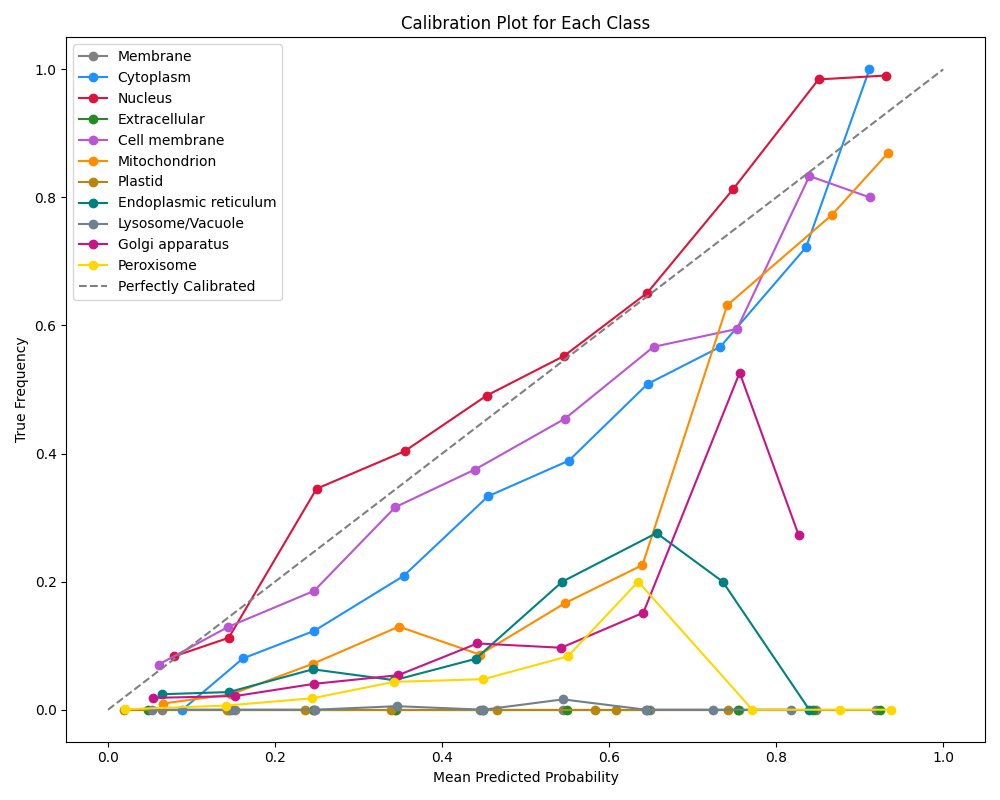 Calibration Plot for Each Class
Membrane
Cytoplasm
Nucleus
Extracellular
Cell membrane
Mitochondrion
Plastid
Endoplasmic reticulum
Lysosome/Vacuole
Golgi apparatus
Peroxisome
Perfectly Calibrated
True Frequency
1.0
0.8
0.6
0.4
0.2
0.0
0.0 0.2 0.4 0.6 0.8 1.0
Mean Predicted Probability